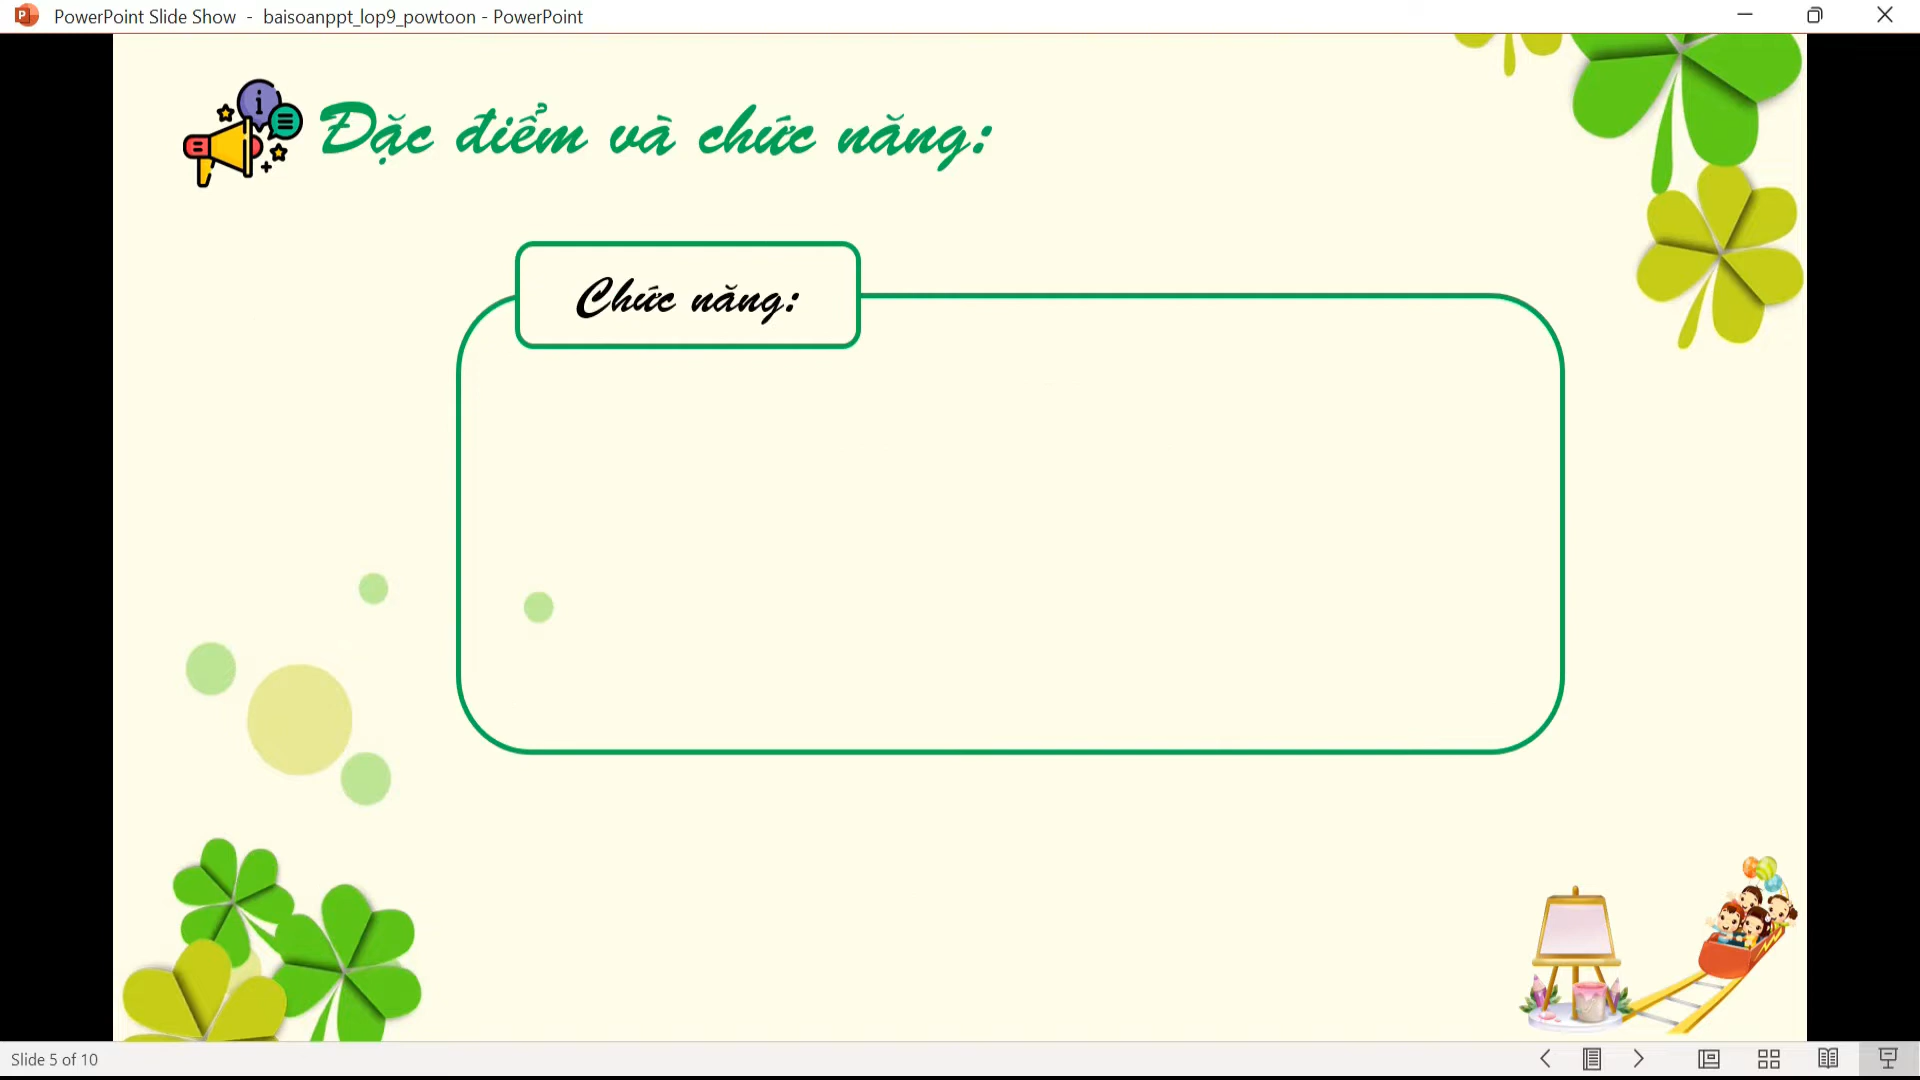 PowerPoint Slide Show - baisoanppt_lop9_powtoon - PowerPoint
Đặc điểm và chức năng:
Chức năng:
Slide 5 of 10